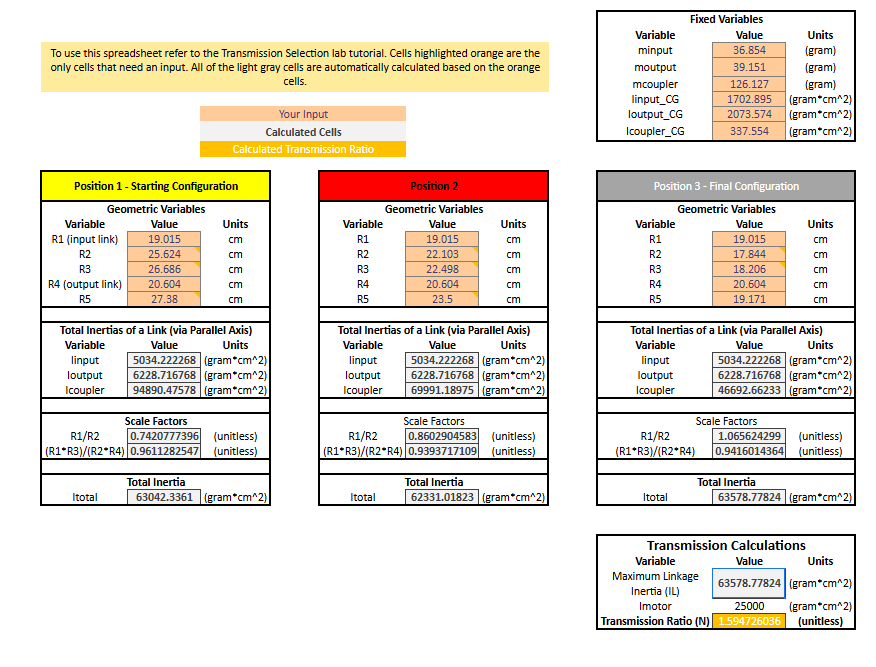 Fixed Variables
Variable Value Units
minput 36.854 (gram)
moutput 39.151 (gram)
mcoupler 126.127 (gram)
Iinput_CG 1702.895 (gram*cm^2)
Ioutput_CG 2073.574 (gram*cm^2)
Icoupler_CG 337.554 (gram*cm^2)
To use this spreadsheet refer to the Transmission Selection lab tutorial. Cells highlighted orange are the
only cells that need an input. All of the light gray cells are automatically calculated based on the orange
cells.
Your Input
Calculated Cells
Calculated Transmission Ratio
Position 1 - Starting Configuration
Geometric Variables
Variable Value Units
R1 (input link) 19.015 cm
R2 25.624 cm
R3 26.686 cm
R4 (output link) 20.604 cm
R5 27.38 cm
Total Inertias of a Link (via Parallel Axis)
Variable Value Units
Iinput 5034.222268 (gram*cm^2)
Ioutput 6228.716768 (gram*cm^2)
Icoupler 94890.47578 (gram*cm^2)
Scale Factors
R1/R2 0.7420777396 (unitless)
(R1*R3)/(R2*R4) 0.9611282547 (unitless)
Total Inertia
Itotal 63042.3361 (gram*cm^2)
Position 2
Geometric Variables
Variable Value Units
R1 19.015 cm
R2 22.103 cm
R3 22.498 cm
R4 20.604 cm
R5 23.5 cm
Total Inertias of a Link (via Parallel Axis)
Variable Value Units
Iinput 5034.222268 (gram*cm^2)
Ioutput 6228.716768 (gram*cm^2)
Icoupler 69991.18975 (gram*cm^2)
Scale Factors
R1/R2 0.8602904583 (unitless)
(R1*R3)/(R2*R4) 0.9393717109 (unitless)
Total Inertia
Itotal 62331.01823 (gram*cm^2)
Position 3 - Final Configuration
Geometric Variables
Variable Value Units
R1 19.015 cm
R2 17.844 cm
R3 18.206 cm
R4 20.604 cm
R5 19.171 cm
Total Inertias of a Link (via Parallel Axis)
Variable Value Units
Iinput 5034.222268 (gram*cm^2)
Ioutput 6228.716768 (gram*cm^2)
Icoupler 46692.66233 (gram*cm^2)
Scale Factors
R1/R2 1.065624299 (unitless)
(R1*R3)/(R2*R4) 0.9416014364 (unitless)
Total Inertia
Itotal 63578.77824 (gram*cm^2)
Transmission Calculations
Variable Value Units
Maximum Linkage
Inertia (IL) 63578.77824 (gram*cm^2)
Imotor 25000 (gram*cm^2)
Transmission Ratio (N) 1.594726036 (unitless)